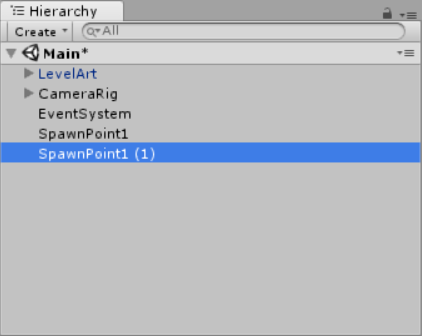 Hierarchy
Create All
Main*
LevelArt
CameraRig
EventSystem
SpawnPoint1
SpawnPoint1 (1)